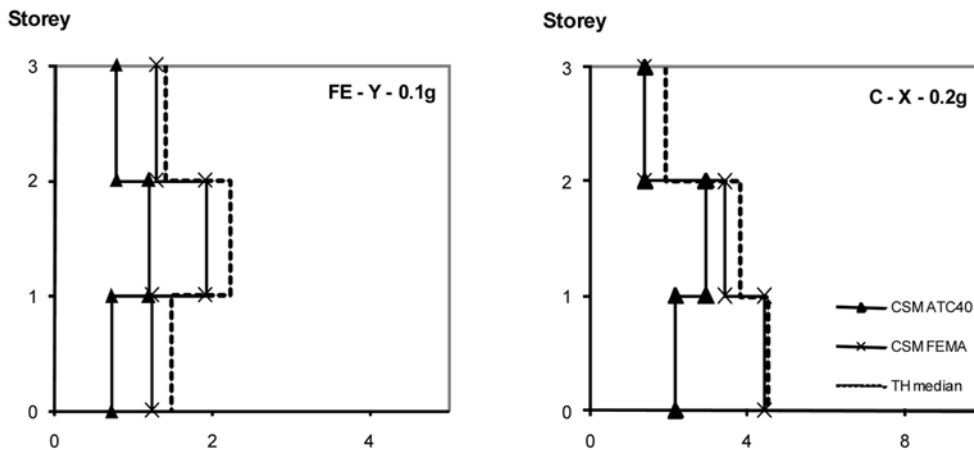 Storey
3
FE - Y - 0.1g
2
1
0
0 2 4
Storey
3
C - X - 0.2g
2
1
CSM ATC40
CSM FEMA
TH median
0
0 4 8